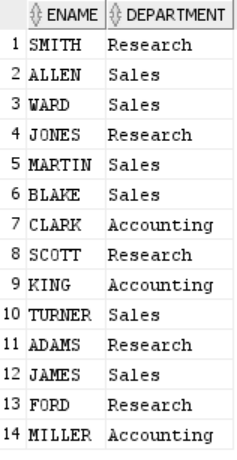 ENAME DEPARTMENT
1 SMITH Research
2 ALLEN Sales
3 WARD Sales
4 JONES Research
5 MARTIN Sales
6 BLAKE Sales
7 CLARK Accounting
8 SCOTT Research
9 KING Accounting
10 TURNER Sales
11 ADAMS Research
12 JAMES Sales
13 FORD Research
14 MILLER Accounting